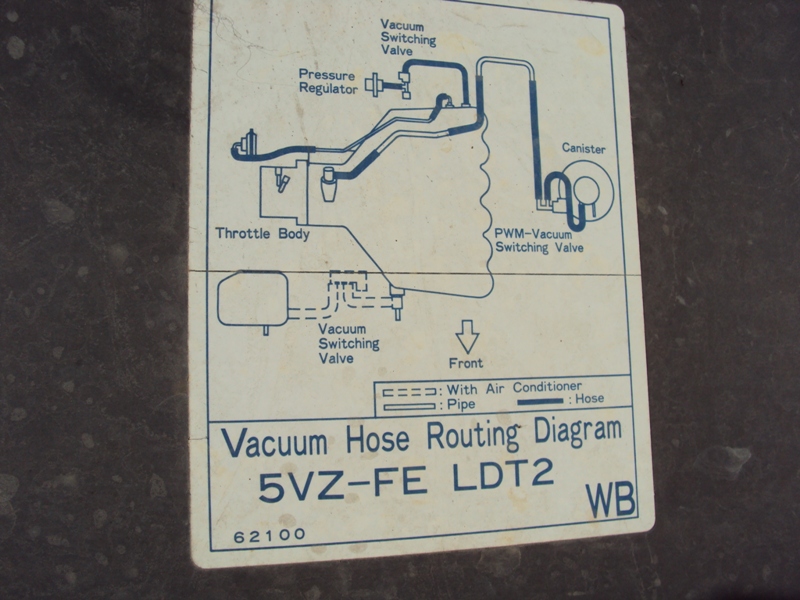 Vacuum
Switching
Valve
Pressure
Regulator
Canister
Throttle Body
PWM-Vacuum
Switching Valve
Vacuum
Switching
Valve
Front
: With Air Conditioner
: Pipe : Hose
Vacuum Hose Routing Diagram
5VZ-FE LDT2
WB
62100